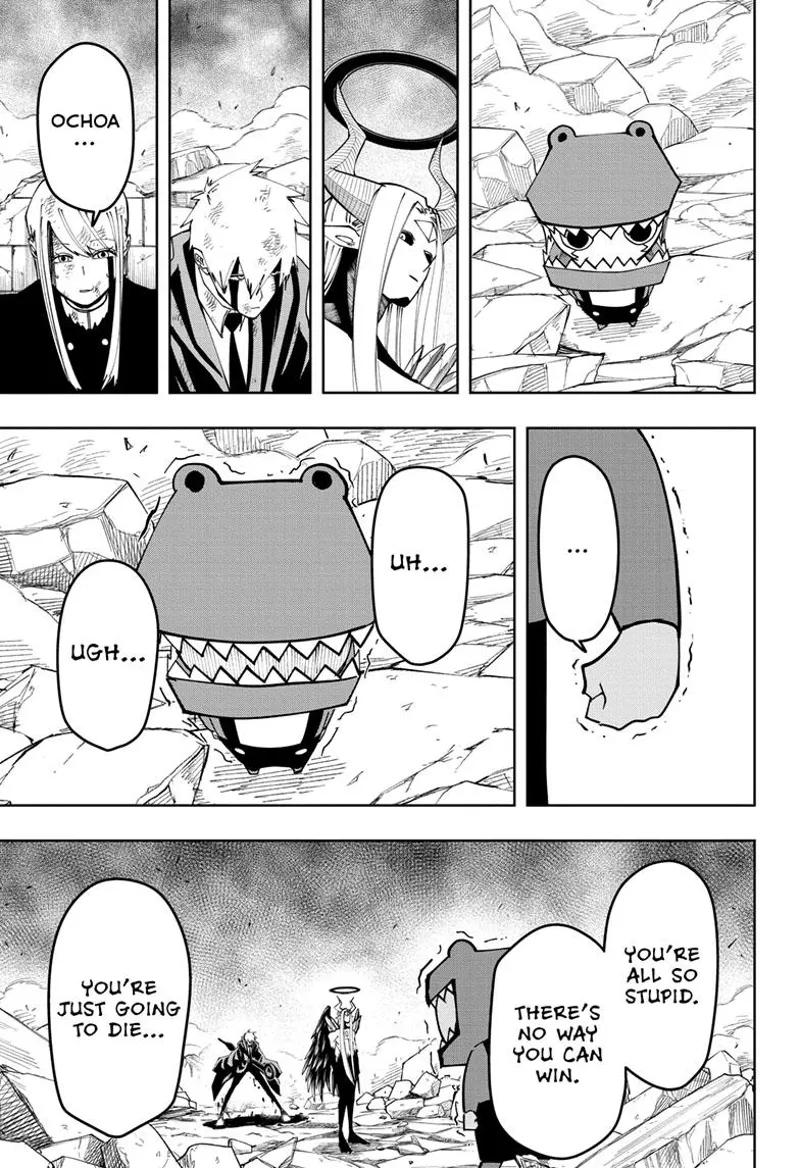 OCHOA
...
...
UH...
UGH...
YOU'RE
ALL SO
STUPID.
THERE'S
NO WAY
YOU CAN
WIN.
YOU'RE
JUST GOING
TO DIE...